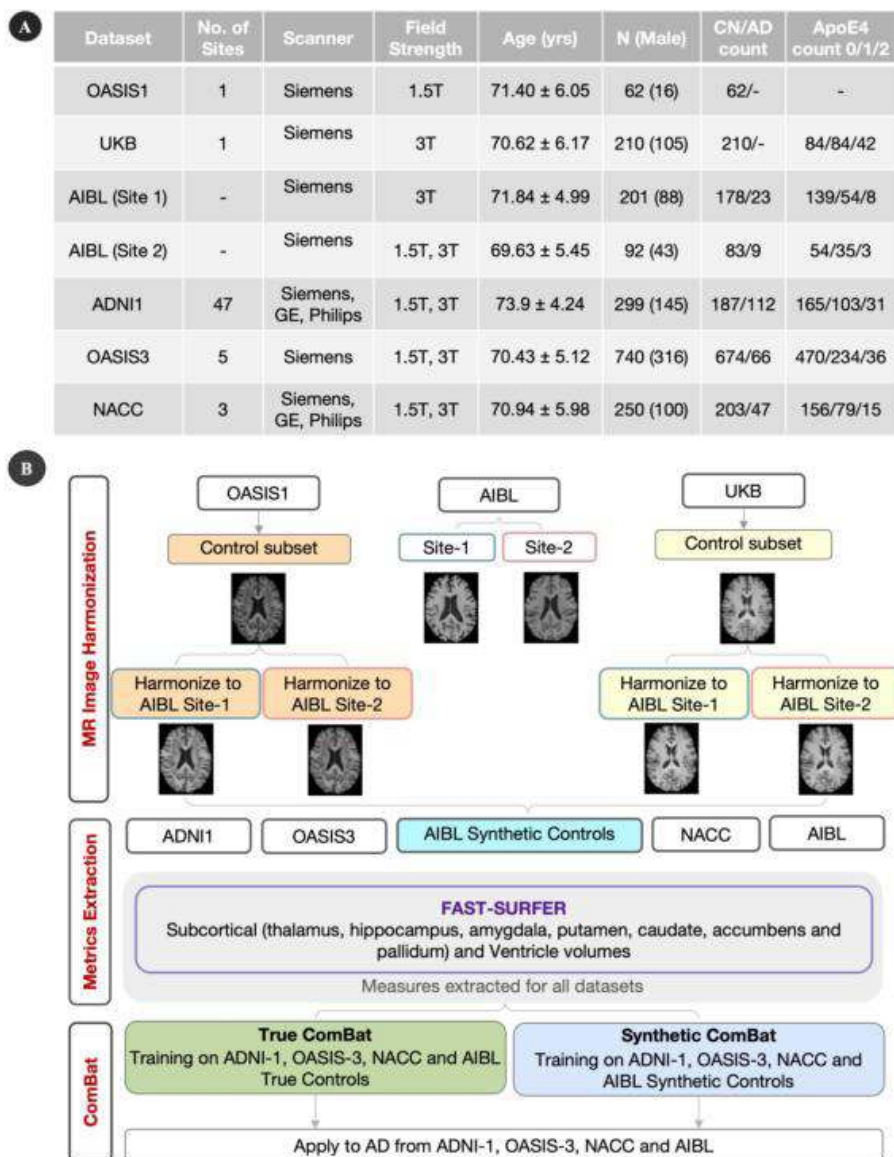 A
Dataset No. of Sites Scanner Field Strength Age (yrs) N (Male) CN/AD count ApoE4 count 0/1/2
OASIS1 1 Siemens 1.5T 71.40 ± 6.05 62 (16) 62/- -
UKB 1 Siemens 3T 70.62 ± 6.17 210 (105) 210/- 84/84/42
AIBL (Site 1) - Siemens 3T 71.84 ± 4.99 201 (88) 178/23 139/54/8
AIBL (Site 2) - Siemens 1.5T, 3T 69.63 ± 5.45 92 (43) 83/9 54/35/3
ADNI1 47 Siemens, GE, Philips 1.5T, 3T 73.9 ± 4.24 299 (145) 187/112 165/103/31
OASIS3 5 Siemens 1.5T, 3T 70.43 ± 5.12 740 (316) 674/66 470/234/36
NACC 3 Siemens, GE, Philips 1.5T, 3T 70.94 ± 5.98 250 (100) 203/47 156/79/15
B
MR Image Harmonization
OASIS1 AIBL UKB
Control subset Site-1 Site-2 Control subset
Harmonize to AIBL Site-1
Harmonize to AIBL Site-2
Harmonize to AIBL Site-1
Harmonize to AIBL Site-2
Metrics Extraction
ADNI1 OASIS3 AIBL Synthetic Controls NACC AIBL
FAST-SURFER
Subcortical (thalamus, hippocampus, amygdala, putamen, caudate, accumbens and
pallidum) and Ventricle volumes
Measures extracted for all datasets
ComBat
True ComBat
Training on ADNI-1, OASIS-3, NACC and AIBL
True Controls
Synthetic ComBat
Training on ADNI-1, OASIS-3, NACC and
AIBL Synthetic Controls
Apply to AD from ADNI-1, OASIS-3, NACC and AIBL